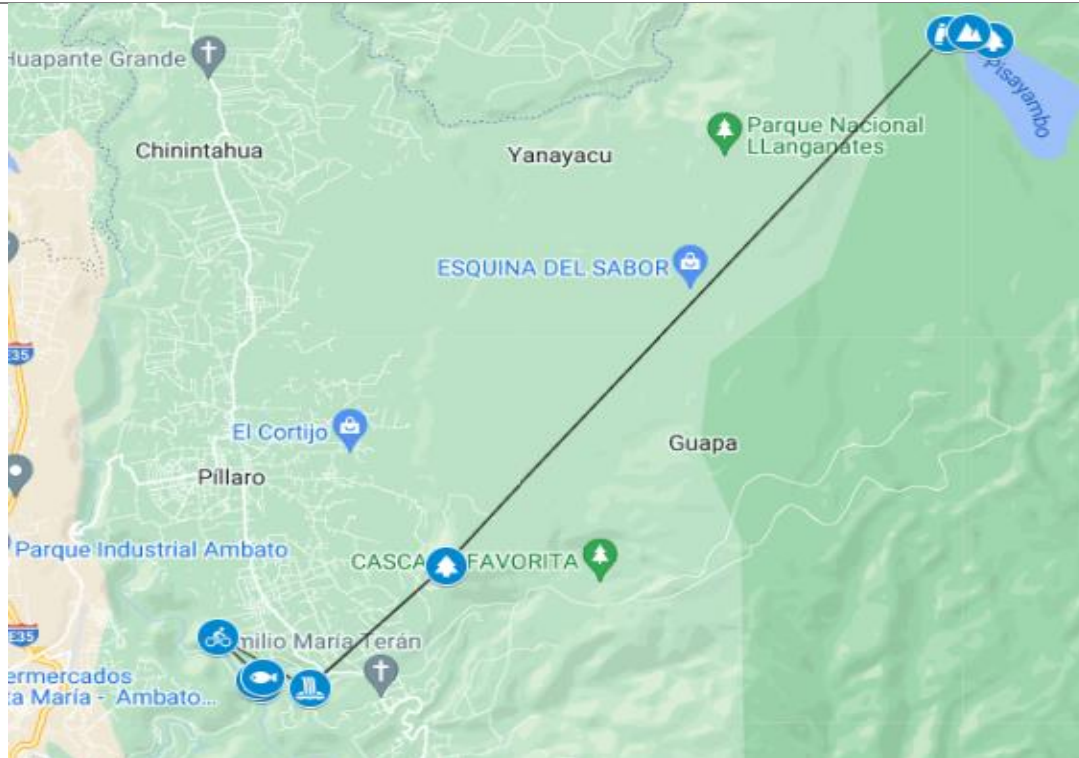 Huapante Grande
Pisayambo
Parque Nacional
LLanganates
Chinintahua
Yanayacu
ESQUINA DEL SABOR
E35
El Cortijo
Guapa
Píllaro
Parque Industrial Ambato
CASCA FAVORITA
E35
milio María Terán
ermercados
ta María - Ambato...